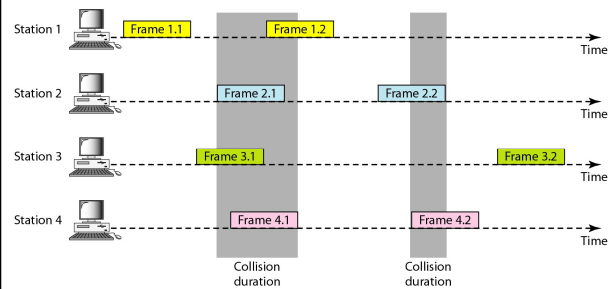 Station 1
Frame 1.1
Frame 1.2
Time
Station 2
Frame 2.1
Frame 2.2
Time
Station 3
Frame 3.1
Frame 3.2
Time
Station 4
Frame 4.1
Frame 4.2
Time
Collision
duration
Collision
duration